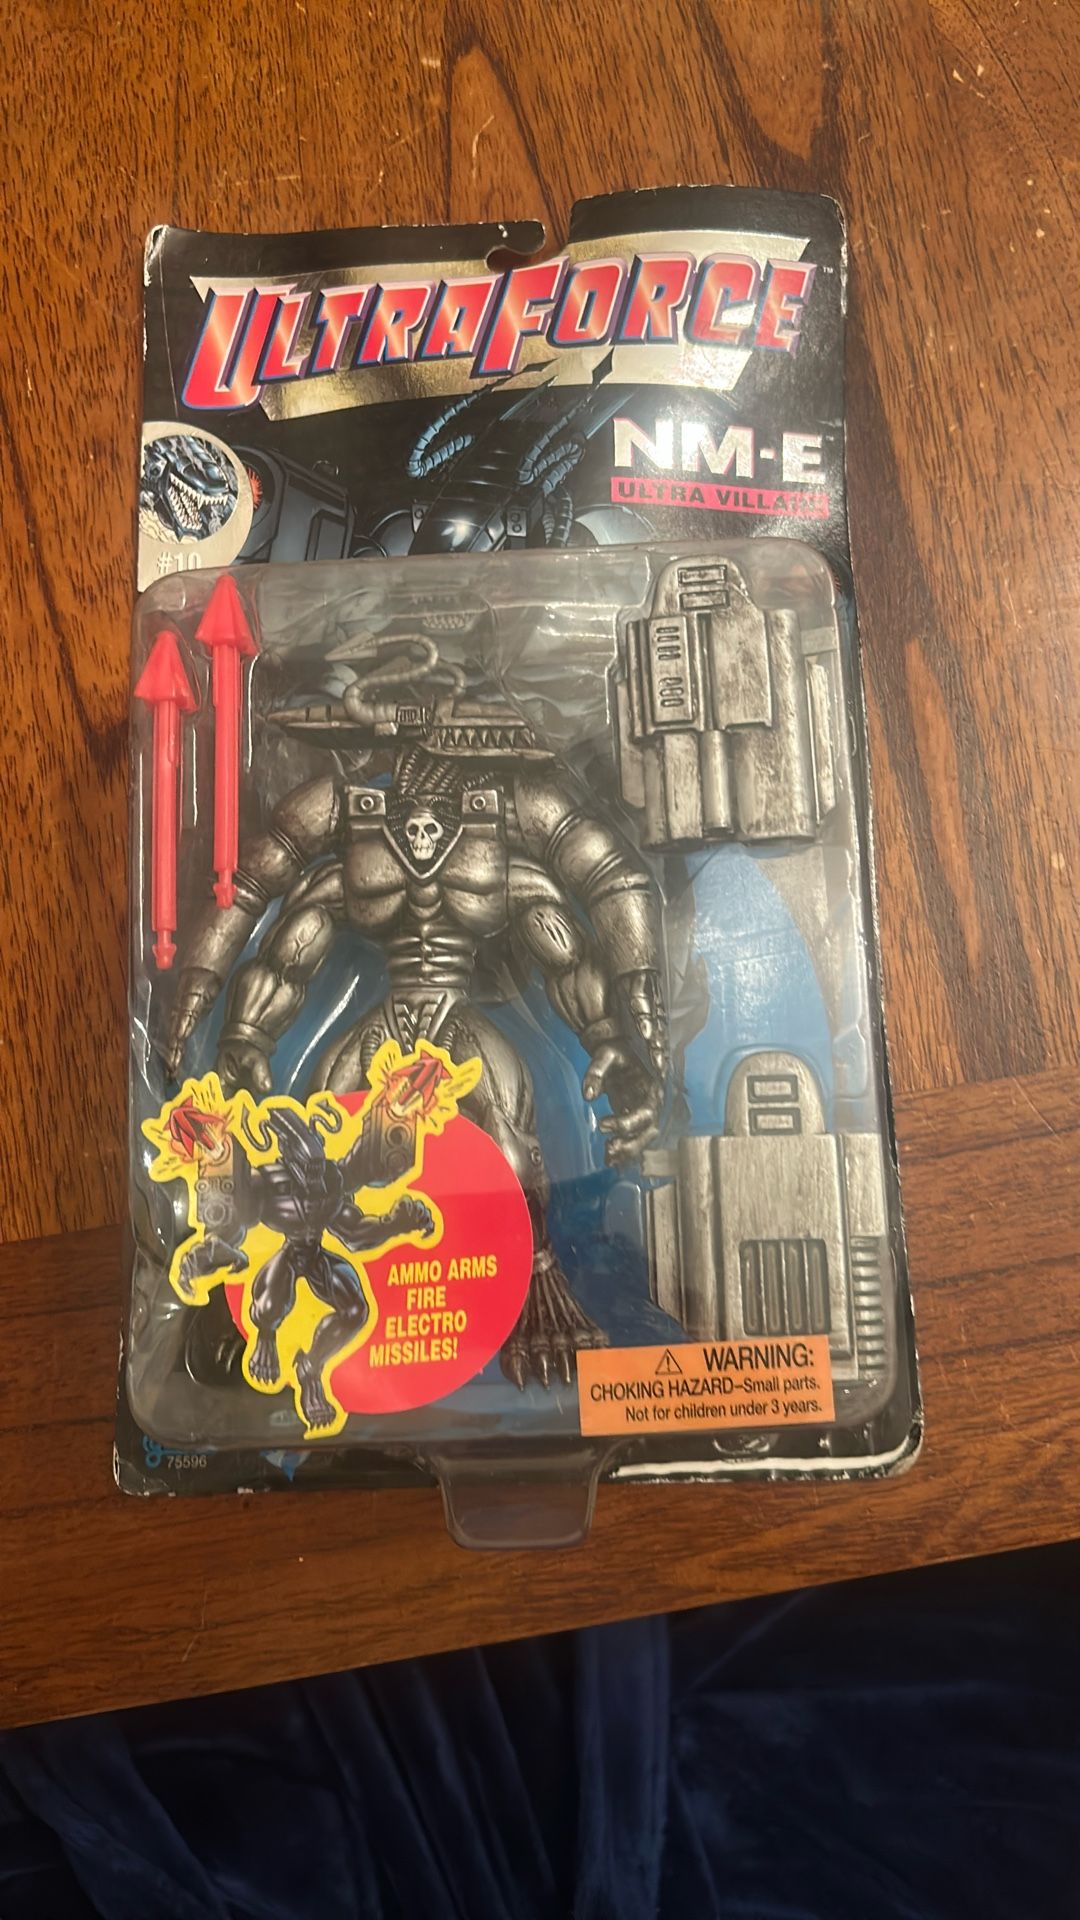 ULTRAFORCE™
NM-E
ULTRA VILLAIN
#10
AMMO ARMS
FIRE
ELECTRO
MISSILES!
⚠ WARNING:
CHOKING HAZARD–Small parts.
Not for children under 3 years.
75596